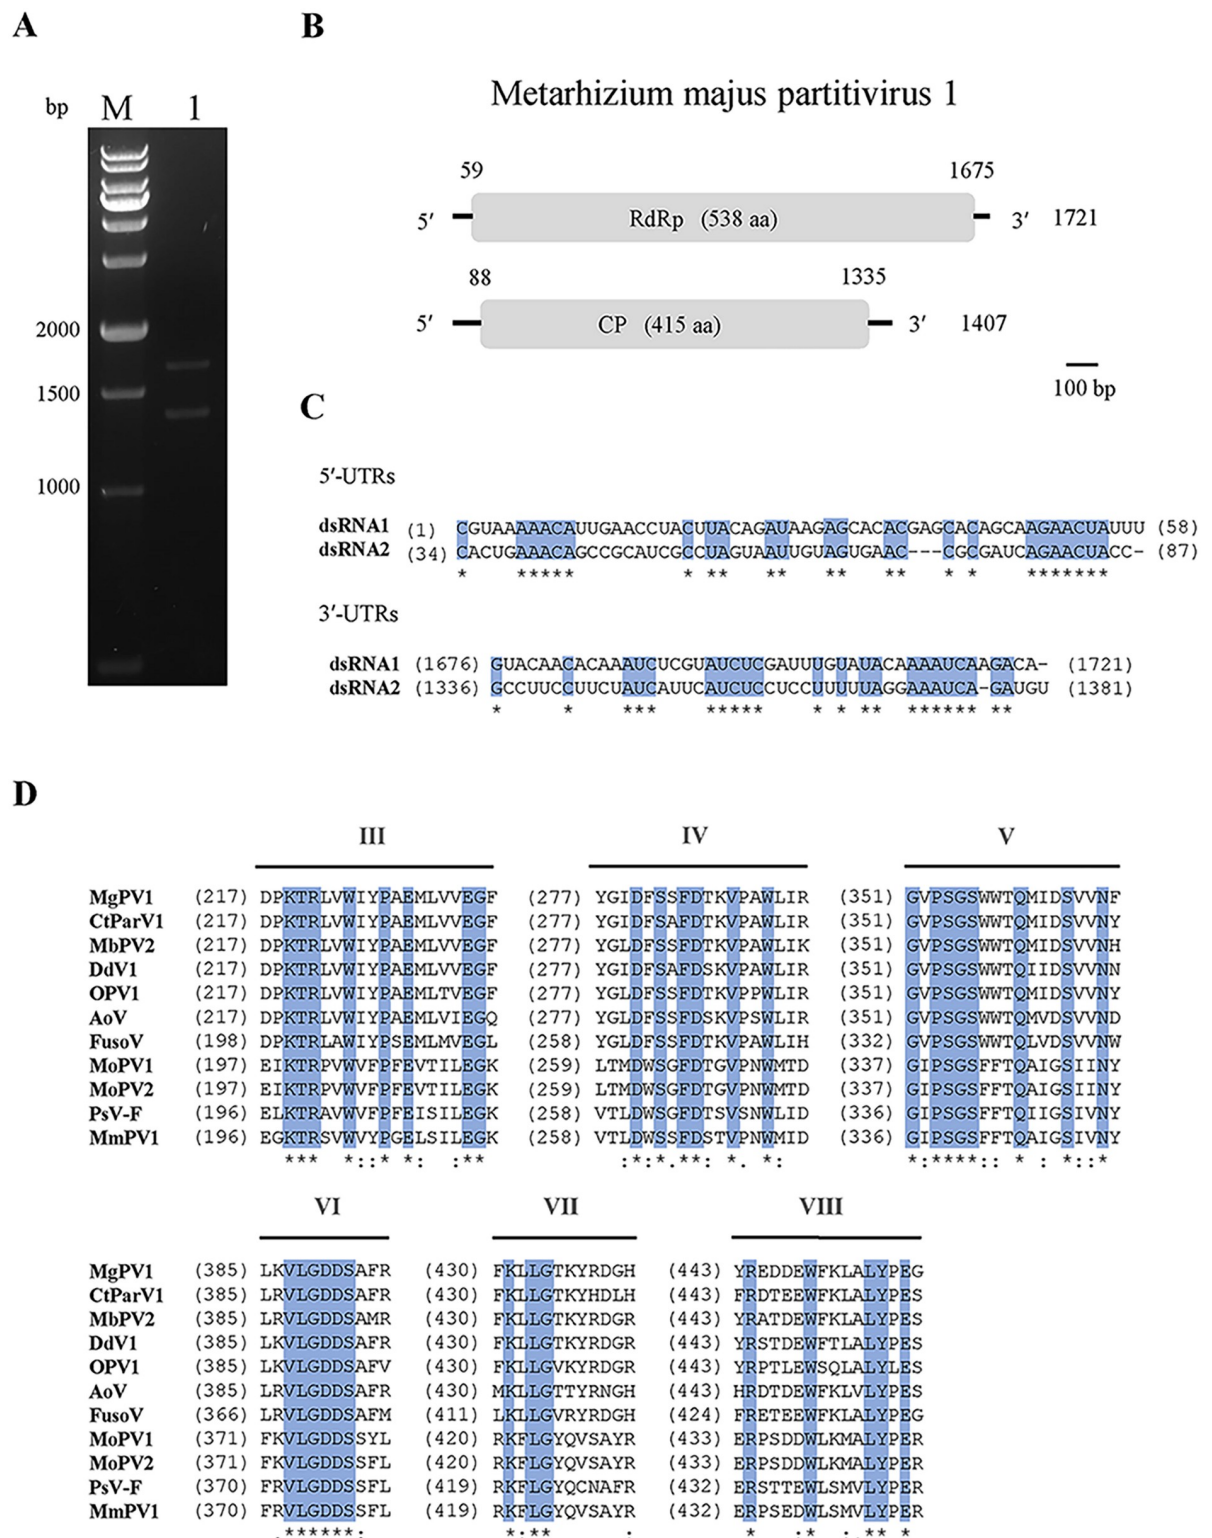 A
B
bp M 1
2000
1500
1000
Metarhizium majus partitivirus 1
59 1675
5′ RdRp (538 aa) 3′ 1721
88 1335
5′ CP (415 aa) 3′ 1407
100 bp
C
5′-UTRs
dsRNA1 (1) CGUAAAAACAUUGAACCUACUUACAGAUAAGAGCACACGAGCACAGCAAGAACUAUUU (58)
dsRNA2 (34) CACUGAAACAGCCGCAUCGCCUAGUAAUUGUAGUGAAC---CGCGAUCAGAACUACC- (87)
* ***** * ** ** ** ** * * *******
3′-UTRs
dsRNA1 (1676) GUACAACACAAAUCUCGUAUCUCGAUUUUGUAUACAAAAUCAAGACA- (1721)
dsRNA2 (1336) GCCUUCCUUCUAUCAUUCAUCUCCUCCUUUUUAGGAAAUCA-GAUGU (1381)
* * *** ***** * * ** ****** **
D
III IV V
MgPV1 (217) DPKTRLVWIYPAEMLVVEGF (277) YGIDFSSFDTKVPAWLIR (351) GVPSGSWWTQMIDSVVNF
CtParV1 (217) DPKTRLVWIYPAEMLVVEGF (277) YGIDFSAFDTKVPAWLIR (351) GVPSGSWWTQMIDSVVNY
MbPV2 (217) DPKTRLVWIYPAEMLVVEGF (277) YGLDFSSFDTKVPAWLIK (351) GVPSGSWWTQMIDSVVNH
DdV1 (217) DPKTRLVWIYPAEMLVVEGF (277) YGIDFSAFDSKVPAWLIR (351) GVPSGSWWTQIIDSVVNN
OPV1 (217) DPKTRLVWIYPAEMLTVEGF (277) YGLDFSSFDTKVPPWLIR (351) GVPSGSWWTQMIDSVVNY
AoV (217) DPKTRLVWIYPAEMLVIEGQ (277) YGLDFSSFDSKVPSWLIR (351) GVPSGSWWTQMVDSVVND
FusoV (198) DPKTRLAWIYPSEMLMVEGL (258) YGLDFSSFDTKVPAWLIH (332) GVPSGSWWTQLVDSVVNW
MoPV1 (197) EIKTRPVWVFPFEVTILEGK (259) LTMDWSGFDTGVPNWMTD (337) GIPSGSFFTQAIGSIINY
MoPV2 (197) EIKTRPVWVFPFEVTILEGK (259) LTMDWSGFDTGVPNWMTD (337) GIPSGSFFTQAIGSIINY
PsV-F (196) ELKTRAVWVFPFEISILEGK (258) VTLDWSGFDTSVSNWLID (336) GIPSGSFFTQIIGSIVNY
MmPV1 (196) EGKTRSVWVYPGELSILEGK (258) VTLDWSSFDSTVPNWMID (336) GIPSGSFFTQAIGSIVNY
*** *::* *: :** :*:*.**: *. *: *:****:: * : *::*
VI VII VIII
MgPV1 (385) LKVLGDDSAFR (430) FKLLGTKYRDGH (443) YREDDEWFKLALYPEG
CtParV1 (385) LRVLGDDSAFR (430) FKLLGTKYHDLH (443) FRDTEEWFKLALYPES
MbPV2 (385) LRVLGDDSAMR (430) FKLLGTKYRDGR (443) YRATDEWFKLALYPES
DdV1 (385) LKVLGDDSAFR (430) FKLLGTKYRDGR (443) YRSTDEWFTLALYPES
OPV1 (385) LKVLGDDSAFV (430) FKLLGVKYRDGR (443) YRPTLEWSQLALYLES
AoV (385) LRVLGDDSAFR (430) MKLLGTTYRNGH (443) HRDTDEWFKLVLYPES
FusoV (366) LRVLGDDSAFM (411) LKLLGVRYRDGH (424) FRETEEWFKLALYPEG
MoPV1 (371) FKVLGDDSSYL (420) RKFLGYQVSAYR (433) ERPSDDWLKMALYPER
MoPV2 (371) FKVLGDDSSFL (420) RKFLGYQVSAYR (433) ERPSDDWLKMALYPER
PsV-F (370) FRVLGDDSSFL (419) RKFLGYQCNAFR (432) ERSTTEWLSMVLYPER
MmPV1 (370) FRVLGDDSSFL (419) RKFLGYQVSAYR (432) ERPSEDWLSMVLYPER
.******: *:** : * :* :.** *